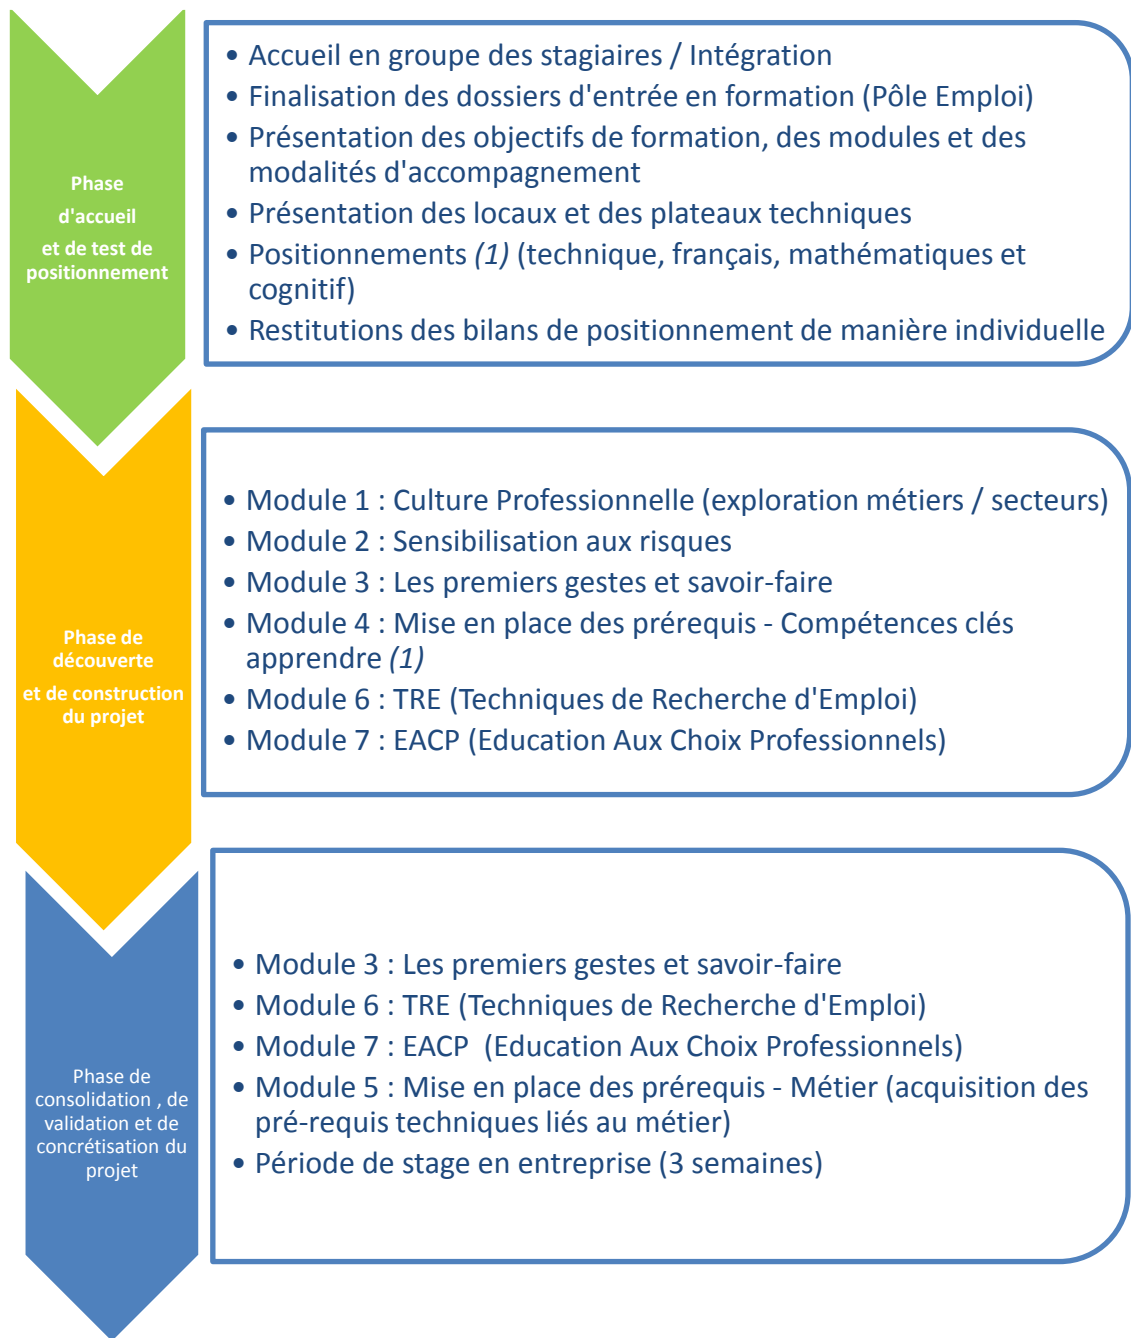 Phase
d'accueil
et de test de
positionnement
• Accueil en groupe des stagiaires / Intégration
• Finalisation des dossiers d'entrée en formation (Pôle Emploi)
• Présentation des objectifs de formation, des modules et des
modalités d'accompagnement
• Présentation des locaux et des plateaux techniques
• Positionnements (1) (technique, français, mathématiques et
cognitif)
• Restitutions des bilans de positionnement de manière individuelle
Phase de
découverte
et de construction
du projet
• Module 1 : Culture Professionnelle (exploration métiers / secteurs)
• Module 2 : Sensibilisation aux risques
• Module 3 : Les premiers gestes et savoir-faire
• Module 4 : Mise en place des prérequis - Compétences clés
apprendre (1)
• Module 6 : TRE (Techniques de Recherche d'Emploi)
• Module 7 : EACP (Education Aux Choix Professionnels)
Phase de
consolidation , de
validation et de
concrétisation du
projet
• Module 3 : Les premiers gestes et savoir-faire
• Module 6 : TRE (Techniques de Recherche d'Emploi)
• Module 7 : EACP  (Education Aux Choix Professionnels)
• Module 5 : Mise en place des prérequis - Métier (acquisition des
pré-requis techniques liés au métier)
• Période de stage en entreprise (3 semaines)